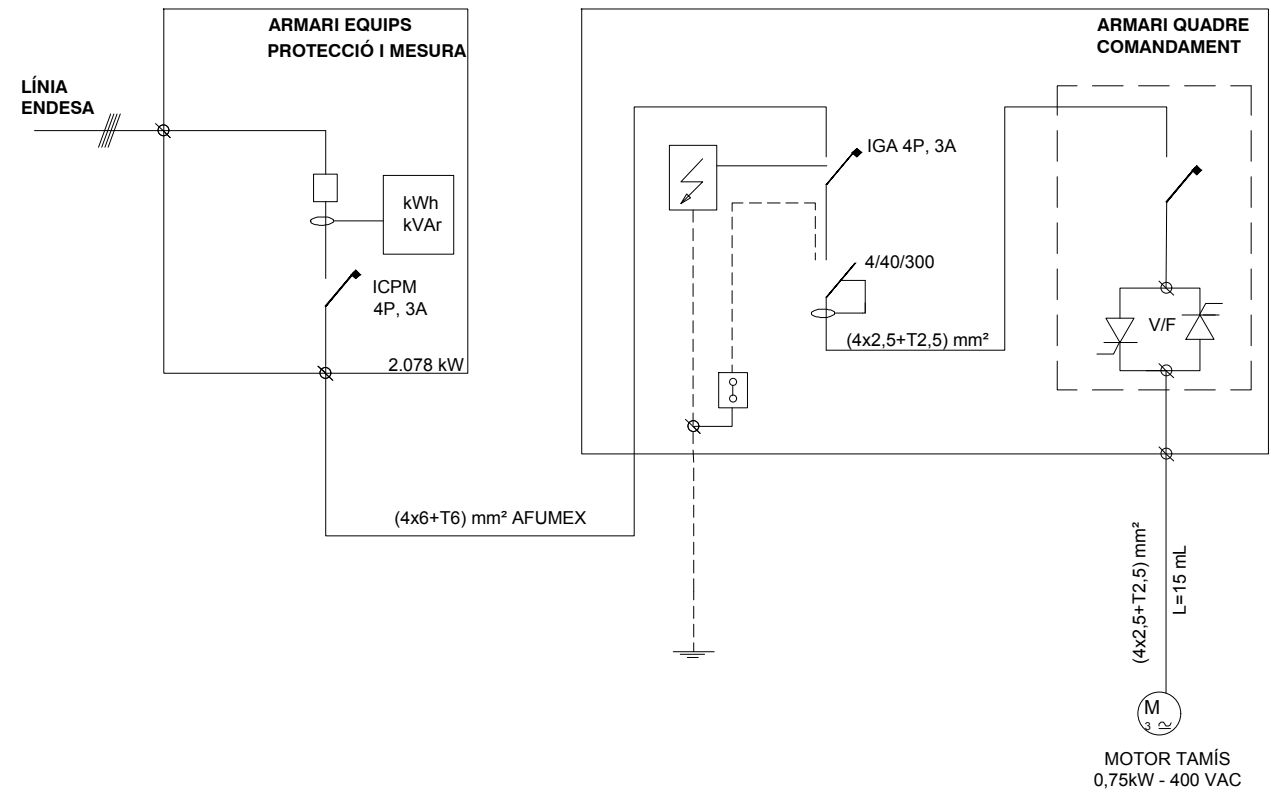 ARMARI EQUIPS
PROTECCIÓ I MESURA
LÍNIA
ENDESA
kWh
kVAr
ICPM
4P, 3A
2.078 kW
(4x6+T6) mm² AFUMEX
ARMARI QUADRE
COMANDAMENT
IGA 4P, 3A
4/40/300
(4x2,5+T2,5) mm²
V/F
(4x2,5+T2,5) mm²
L=15 mL
M
3 ≃
MOTOR TAMÍS
0,75kW - 400 VAC